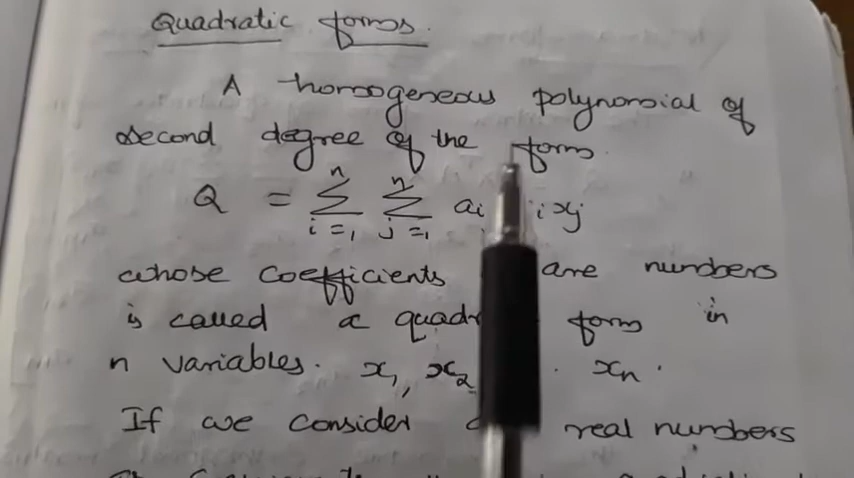 Quadratic forms.
A homogeneous polynomial of
second degree of the form
Q = n∑i=1 n∑j=1 ai i xj
whose coefficients are numbers
is called a quadr form in
n variables. x1, x2 . xn.
If we consider real numbers